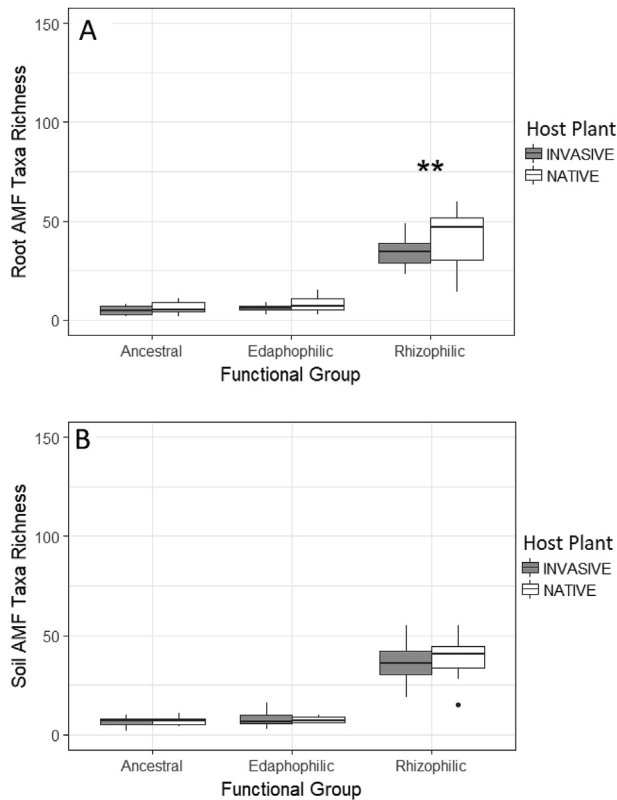 A
150
100
50
0
Root AMF Taxa Richness
**
Host Plant
INVASIVE
NATIVE
Ancestral Edaphophilic Rhizophilic
Functional Group
B
150
100
50
0
Soil AMF Taxa Richness
Host Plant
INVASIVE
NATIVE
Ancestral Edaphophilic Rhizophilic
Functional Group